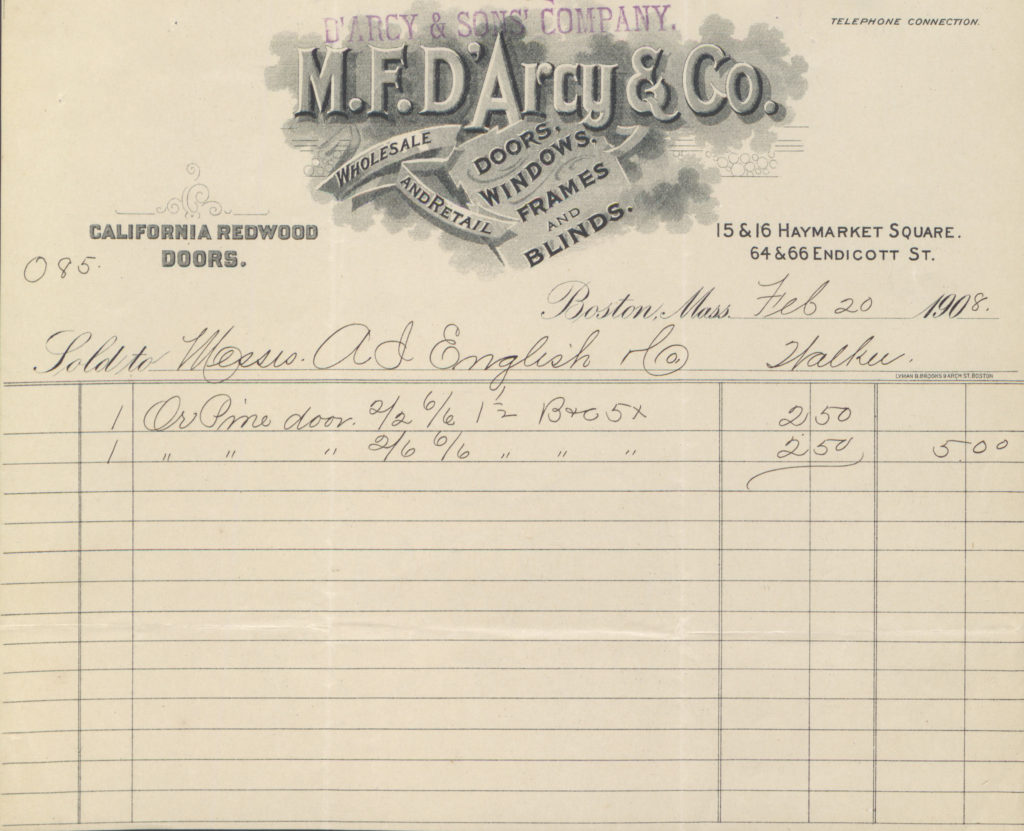 D'ARCY & SONS' COMPANY.
TELEPHONE CONNECTION.
M.F. D'Arcy & Co.
WHOLESALE
AND RETAIL
DOORS,
WINDOWS,
FRAMES
AND
BLINDS.
CALIFORNIA REDWOOD
DOORS.
15 & 16 HAYMARKET SQUARE.
64 & 66 ENDICOTT ST.
085.
Boston, Mass. Feb 20 1908.
Sold to Messrs. A J English & Co Walker.
LYMAN B. BROOKS 9 ARCH ST. BOSTON
1 Or Pine door. 2/2 6/6 1 1/2 B+C 5X 2 50
1 " " " 2/6 6/6 " " " 2 50 5.00